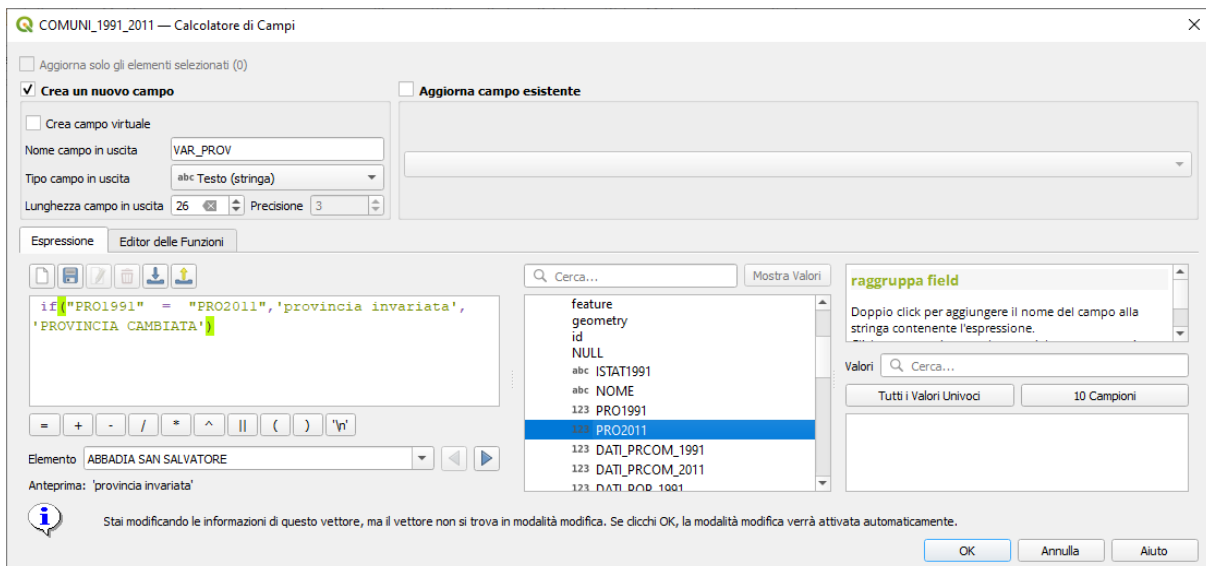 COMUNI_1991_2011 — Calcolatore di Campi
Aggiorna solo gli elementi selezionati (0)
Crea un nuovo campo
Aggiorna campo esistente
Crea campo virtuale
Nome campo in uscita VAR_PROV
Tipo campo in uscita abc Testo (stringa)
Lunghezza campo in uscita 26 Precisione 3
Espressione Editor delle Funzioni
if("PRO1991" = "PRO2011",'provincia invariata',
'PROVINCIA CAMBIATA')
= + - / * ^ || ( ) '\n'
Elemento ABBADIA SAN SALVATORE
Anteprima: 'provincia invariata'
Cerca... Mostra Valori
feature
geometry
id
NULL
abc ISTAT1991
abc NOME
123 PRO1991
123 PRO2011
123 DATI_PRCOM_1991
123 DATI_PRCOM_2011
123 DATI_POP_1991
raggruppa field
Doppio click per aggiungere il nome del campo alla
stringa contenente l'espressione.
Valori Cerca...
Tutti i Valori Univoci 10 Campioni
Stai modificando le informazioni di questo vettore, ma il vettore non si trova in modalità modifica. Se clicchi OK, la modalità modifica verrà attivata automaticamente.
OK Annulla Aiuto